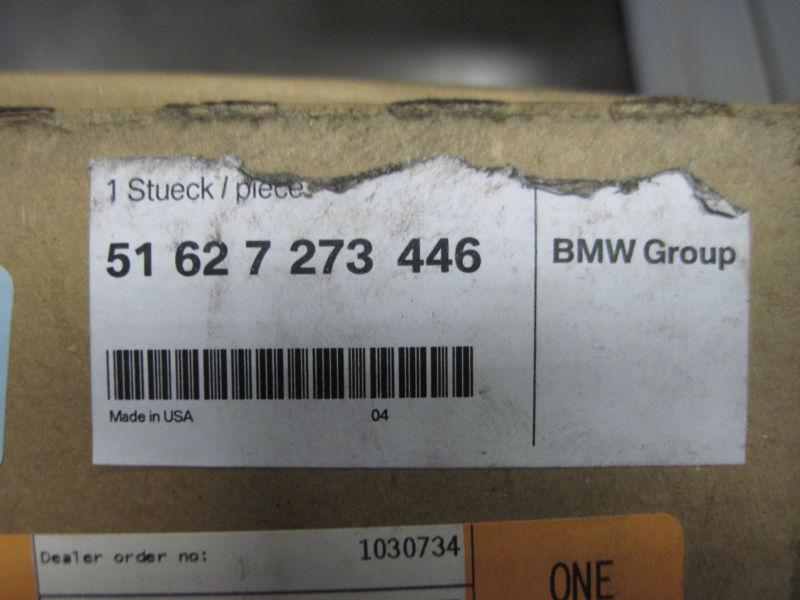 1 Stueck / piece
51 62 7 273 446
BMW Group
Made in USA 04
Dealer order no: 1030734
ONE